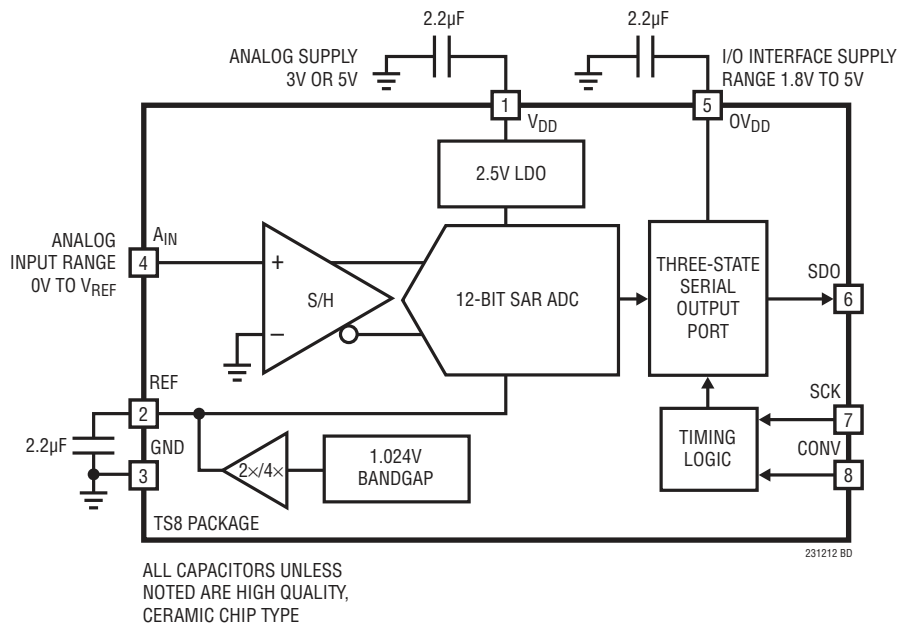 2.2µF
2.2µF
ANALOG SUPPLY
3V OR 5V
I/O INTERFACE SUPPLY
RANGE 1.8V TO 5V
1
VDD
5
OVDD
2.5V LDO
ANALOG
INPUT RANGE
0V TO VREF
AIN
4
+
S/H
–
12-BIT SAR ADC
THREE-STATE
SERIAL
OUTPUT
PORT
SDO
6
REF
2
2.2µF
GND
3
2×/4×
1.024V
BANDGAP
TIMING
LOGIC
SCK
7
CONV
8
TS8 PACKAGE
231212 BD
ALL CAPACITORS UNLESS
NOTED ARE HIGH QUALITY,
CERAMIC CHIP TYPE